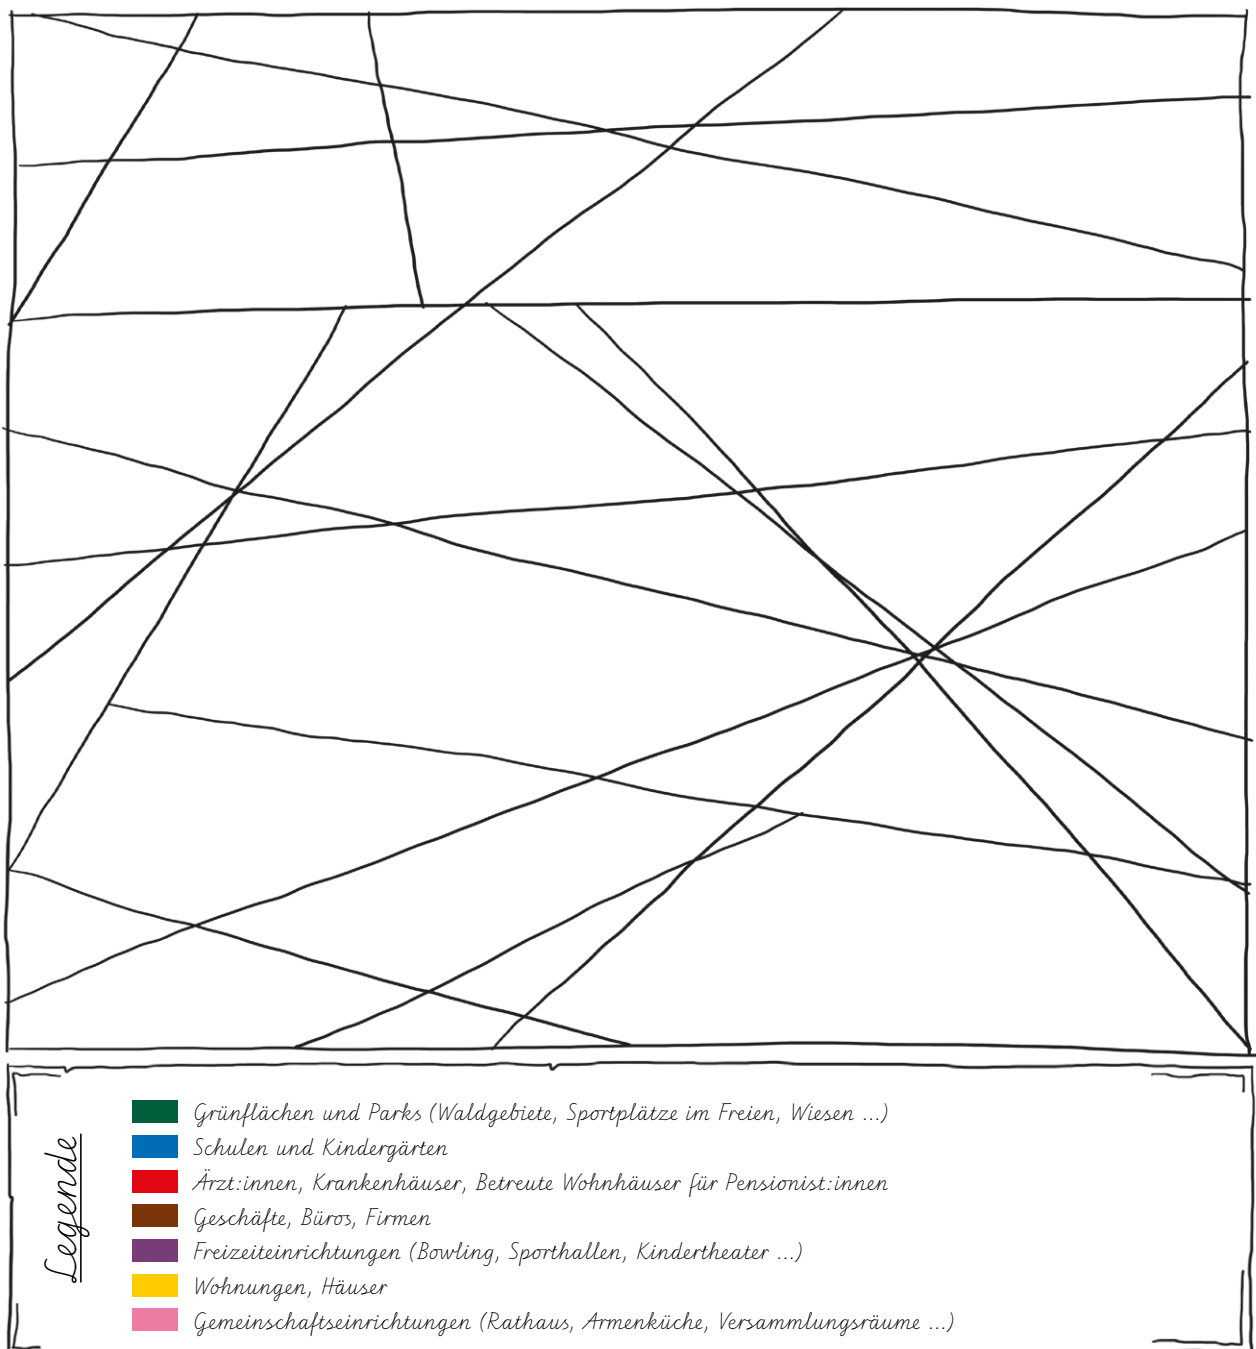 Legende
Grünflächen und Parks (Waldgebiete, Sportplätze im Freien, Wiesen ...)
Schulen und Kindergärten
Ärzt:innen, Krankenhäuser, Betreute Wohnhäuser für Pensionist:innen
Geschäfte, Büros, Firmen
Freizeiteinrichtungen (Bowling, Sporthallen, Kindertheater ...)
Wohnungen, Häuser
Gemeinschaftseinrichtungen (Rathaus, Armenküche, Versammlungsräume ...)